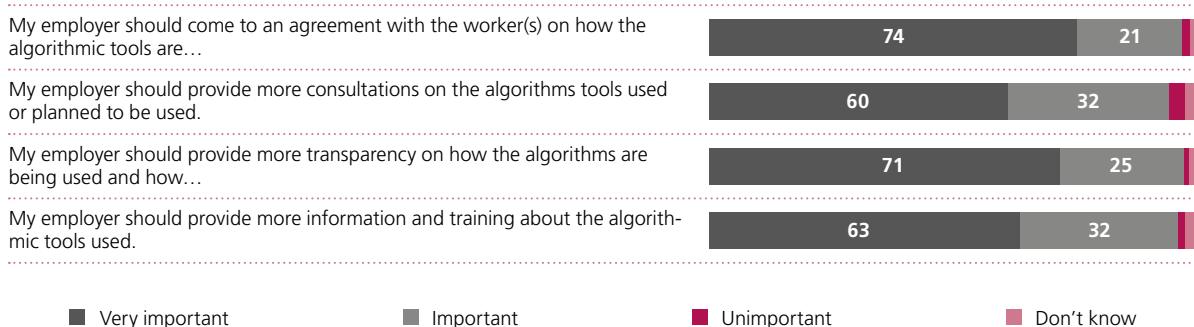 My employer should come to an agreement with the worker(s) on how the
algorithmic tools are…
74 21
My employer should provide more consultations on the algorithms tools used
or planned to be used.
60 32
My employer should provide more transparency on how the algorithms are
being used and how…
71 25
My employer should provide more information and training about the algorith-
mic tools used.
63 32
Very important Important Unimportant Don't know